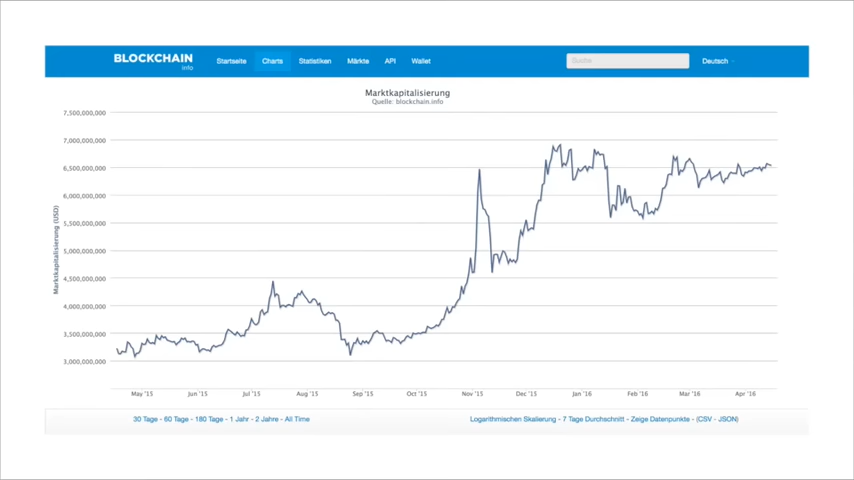 BLOCKCHAIN
info
Startseite Charts Statistiken Märkte API Wallet Suche Deutsch
Marktkapitalisierung
Quelle: blockchain.info
Marktkapitalisierung (USD)
7,500,000,000
7,000,000,000
6,500,000,000
6,000,000,000
5,500,000,000
5,000,000,000
4,500,000,000
4,000,000,000
3,500,000,000
3,000,000,000
May '15 Jun '15 Jul '15 Aug '15 Sep '15 Oct '15 Nov '15 Dec '15 Jan '16 Feb '16 Mar '16 Apr '16
30 Tage - 60 Tage - 180 Tage - 1 Jahr - 2 Jahre - All Time
Logarithmischen Skalierung - 7 Tage Durchschnitt - Zeige Datenpunkte - (CSV - JSON)